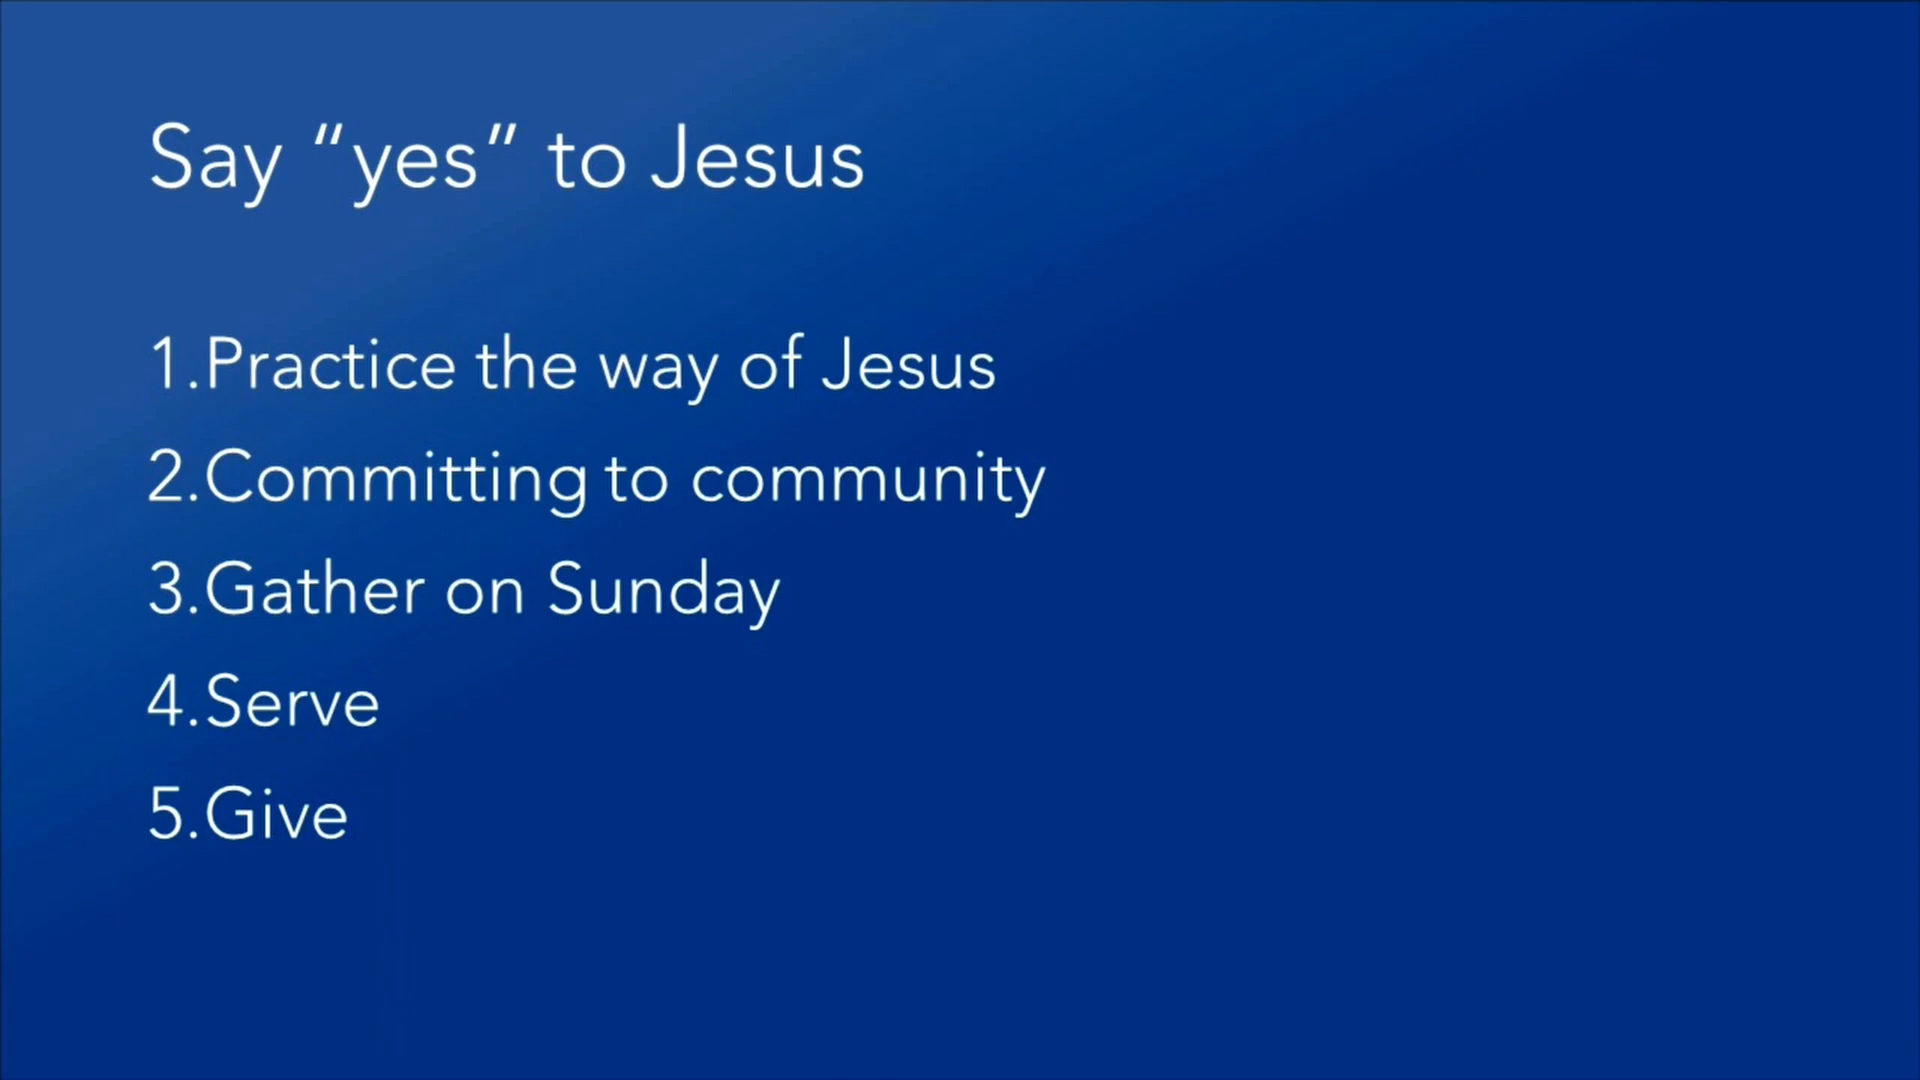 Say “yes” to Jesus
1.Practice the way of Jesus
2.Committing to community
3.Gather on Sunday
4.Serve
5.Give